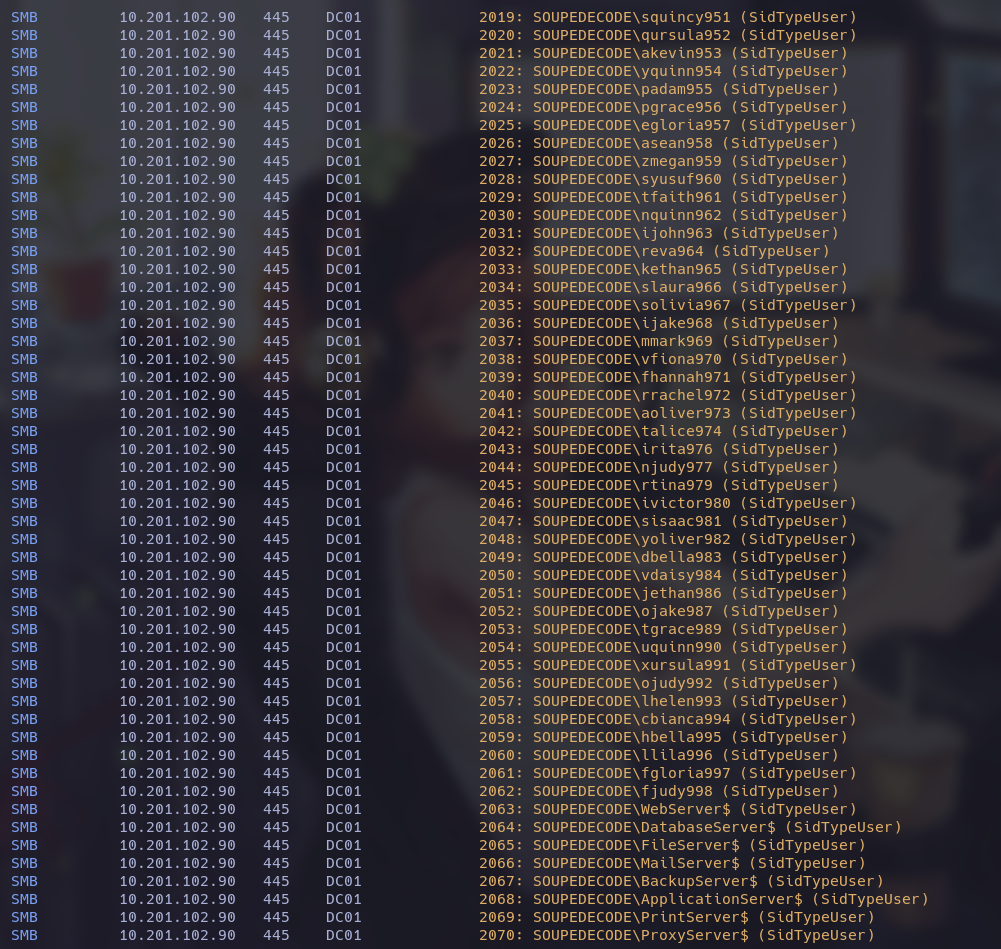 SMB 10.201.102.90 445 DC01 2019: SOUPEDECODE\squincy951 (SidTypeUser)
SMB 10.201.102.90 445 DC01 2020: SOUPEDECODE\qursula952 (SidTypeUser)
SMB 10.201.102.90 445 DC01 2021: SOUPEDECODE\akevin953 (SidTypeUser)
SMB 10.201.102.90 445 DC01 2022: SOUPEDECODE\yquinn954 (SidTypeUser)
SMB 10.201.102.90 445 DC01 2023: SOUPEDECODE\padam955 (SidTypeUser)
SMB 10.201.102.90 445 DC01 2024: SOUPEDECODE\pgrace956 (SidTypeUser)
SMB 10.201.102.90 445 DC01 2025: SOUPEDECODE\egloria957 (SidTypeUser)
SMB 10.201.102.90 445 DC01 2026: SOUPEDECODE\asean958 (SidTypeUser)
SMB 10.201.102.90 445 DC01 2027: SOUPEDECODE\zmegan959 (SidTypeUser)
SMB 10.201.102.90 445 DC01 2028: SOUPEDECODE\syusuf960 (SidTypeUser)
SMB 10.201.102.90 445 DC01 2029: SOUPEDECODE\tfaith961 (SidTypeUser)
SMB 10.201.102.90 445 DC01 2030: SOUPEDECODE\nquinn962 (SidTypeUser)
SMB 10.201.102.90 445 DC01 2031: SOUPEDECODE\ijohn963 (SidTypeUser)
SMB 10.201.102.90 445 DC01 2032: SOUPEDECODE\reva964 (SidTypeUser)
SMB 10.201.102.90 445 DC01 2033: SOUPEDECODE\kethan965 (SidTypeUser)
SMB 10.201.102.90 445 DC01 2034: SOUPEDECODE\slaura966 (SidTypeUser)
SMB 10.201.102.90 445 DC01 2035: SOUPEDECODE\solivia967 (SidTypeUser)
SMB 10.201.102.90 445 DC01 2036: SOUPEDECODE\ijake968 (SidTypeUser)
SMB 10.201.102.90 445 DC01 2037: SOUPEDECODE\mmark969 (SidTypeUser)
SMB 10.201.102.90 445 DC01 2038: SOUPEDECODE\vfiona970 (SidTypeUser)
SMB 10.201.102.90 445 DC01 2039: SOUPEDECODE\fhannah971 (SidTypeUser)
SMB 10.201.102.90 445 DC01 2040: SOUPEDECODE\rrachel972 (SidTypeUser)
SMB 10.201.102.90 445 DC01 2041: SOUPEDECODE\aoliver973 (SidTypeUser)
SMB 10.201.102.90 445 DC01 2042: SOUPEDECODE\talice974 (SidTypeUser)
SMB 10.201.102.90 445 DC01 2043: SOUPEDECODE\irita976 (SidTypeUser)
SMB 10.201.102.90 445 DC01 2044: SOUPEDECODE\njudy977 (SidTypeUser)
SMB 10.201.102.90 445 DC01 2045: SOUPEDECODE\rtina979 (SidTypeUser)
SMB 10.201.102.90 445 DC01 2046: SOUPEDECODE\ivictor980 (SidTypeUser)
SMB 10.201.102.90 445 DC01 2047: SOUPEDECODE\sisaac981 (SidTypeUser)
SMB 10.201.102.90 445 DC01 2048: SOUPEDECODE\yoliver982 (SidTypeUser)
SMB 10.201.102.90 445 DC01 2049: SOUPEDECODE\dbella983 (SidTypeUser)
SMB 10.201.102.90 445 DC01 2050: SOUPEDECODE\vdaisy984 (SidTypeUser)
SMB 10.201.102.90 445 DC01 2051: SOUPEDECODE\jethan986 (SidTypeUser)
SMB 10.201.102.90 445 DC01 2052: SOUPEDECODE\ojake987 (SidTypeUser)
SMB 10.201.102.90 445 DC01 2053: SOUPEDECODE\tgrace989 (SidTypeUser)
SMB 10.201.102.90 445 DC01 2054: SOUPEDECODE\uquinn990 (SidTypeUser)
SMB 10.201.102.90 445 DC01 2055: SOUPEDECODE\xursula991 (SidTypeUser)
SMB 10.201.102.90 445 DC01 2056: SOUPEDECODE\ojudy992 (SidTypeUser)
SMB 10.201.102.90 445 DC01 2057: SOUPEDECODE\lhelen993 (SidTypeUser)
SMB 10.201.102.90 445 DC01 2058: SOUPEDECODE\cbianca994 (SidTypeUser)
SMB 10.201.102.90 445 DC01 2059: SOUPEDECODE\hbella995 (SidTypeUser)
SMB 10.201.102.90 445 DC01 2060: SOUPEDECODE\llila996 (SidTypeUser)
SMB 10.201.102.90 445 DC01 2061: SOUPEDECODE\fgloria997 (SidTypeUser)
SMB 10.201.102.90 445 DC01 2062: SOUPEDECODE\fjudy998 (SidTypeUser)
SMB 10.201.102.90 445 DC01 2063: SOUPEDECODE\WebServer$ (SidTypeUser)
SMB 10.201.102.90 445 DC01 2064: SOUPEDECODE\DatabaseServer$ (SidTypeUser)
SMB 10.201.102.90 445 DC01 2065: SOUPEDECODE\FileServer$ (SidTypeUser)
SMB 10.201.102.90 445 DC01 2066: SOUPEDECODE\MailServer$ (SidTypeUser)
SMB 10.201.102.90 445 DC01 2067: SOUPEDECODE\BackupServer$ (SidTypeUser)
SMB 10.201.102.90 445 DC01 2068: SOUPEDECODE\ApplicationServer$ (SidTypeUser)
SMB 10.201.102.90 445 DC01 2069: SOUPEDECODE\PrintServer$ (SidTypeUser)
SMB 10.201.102.90 445 DC01 2070: SOUPEDECODE\ProxyServer$ (SidTypeUser)